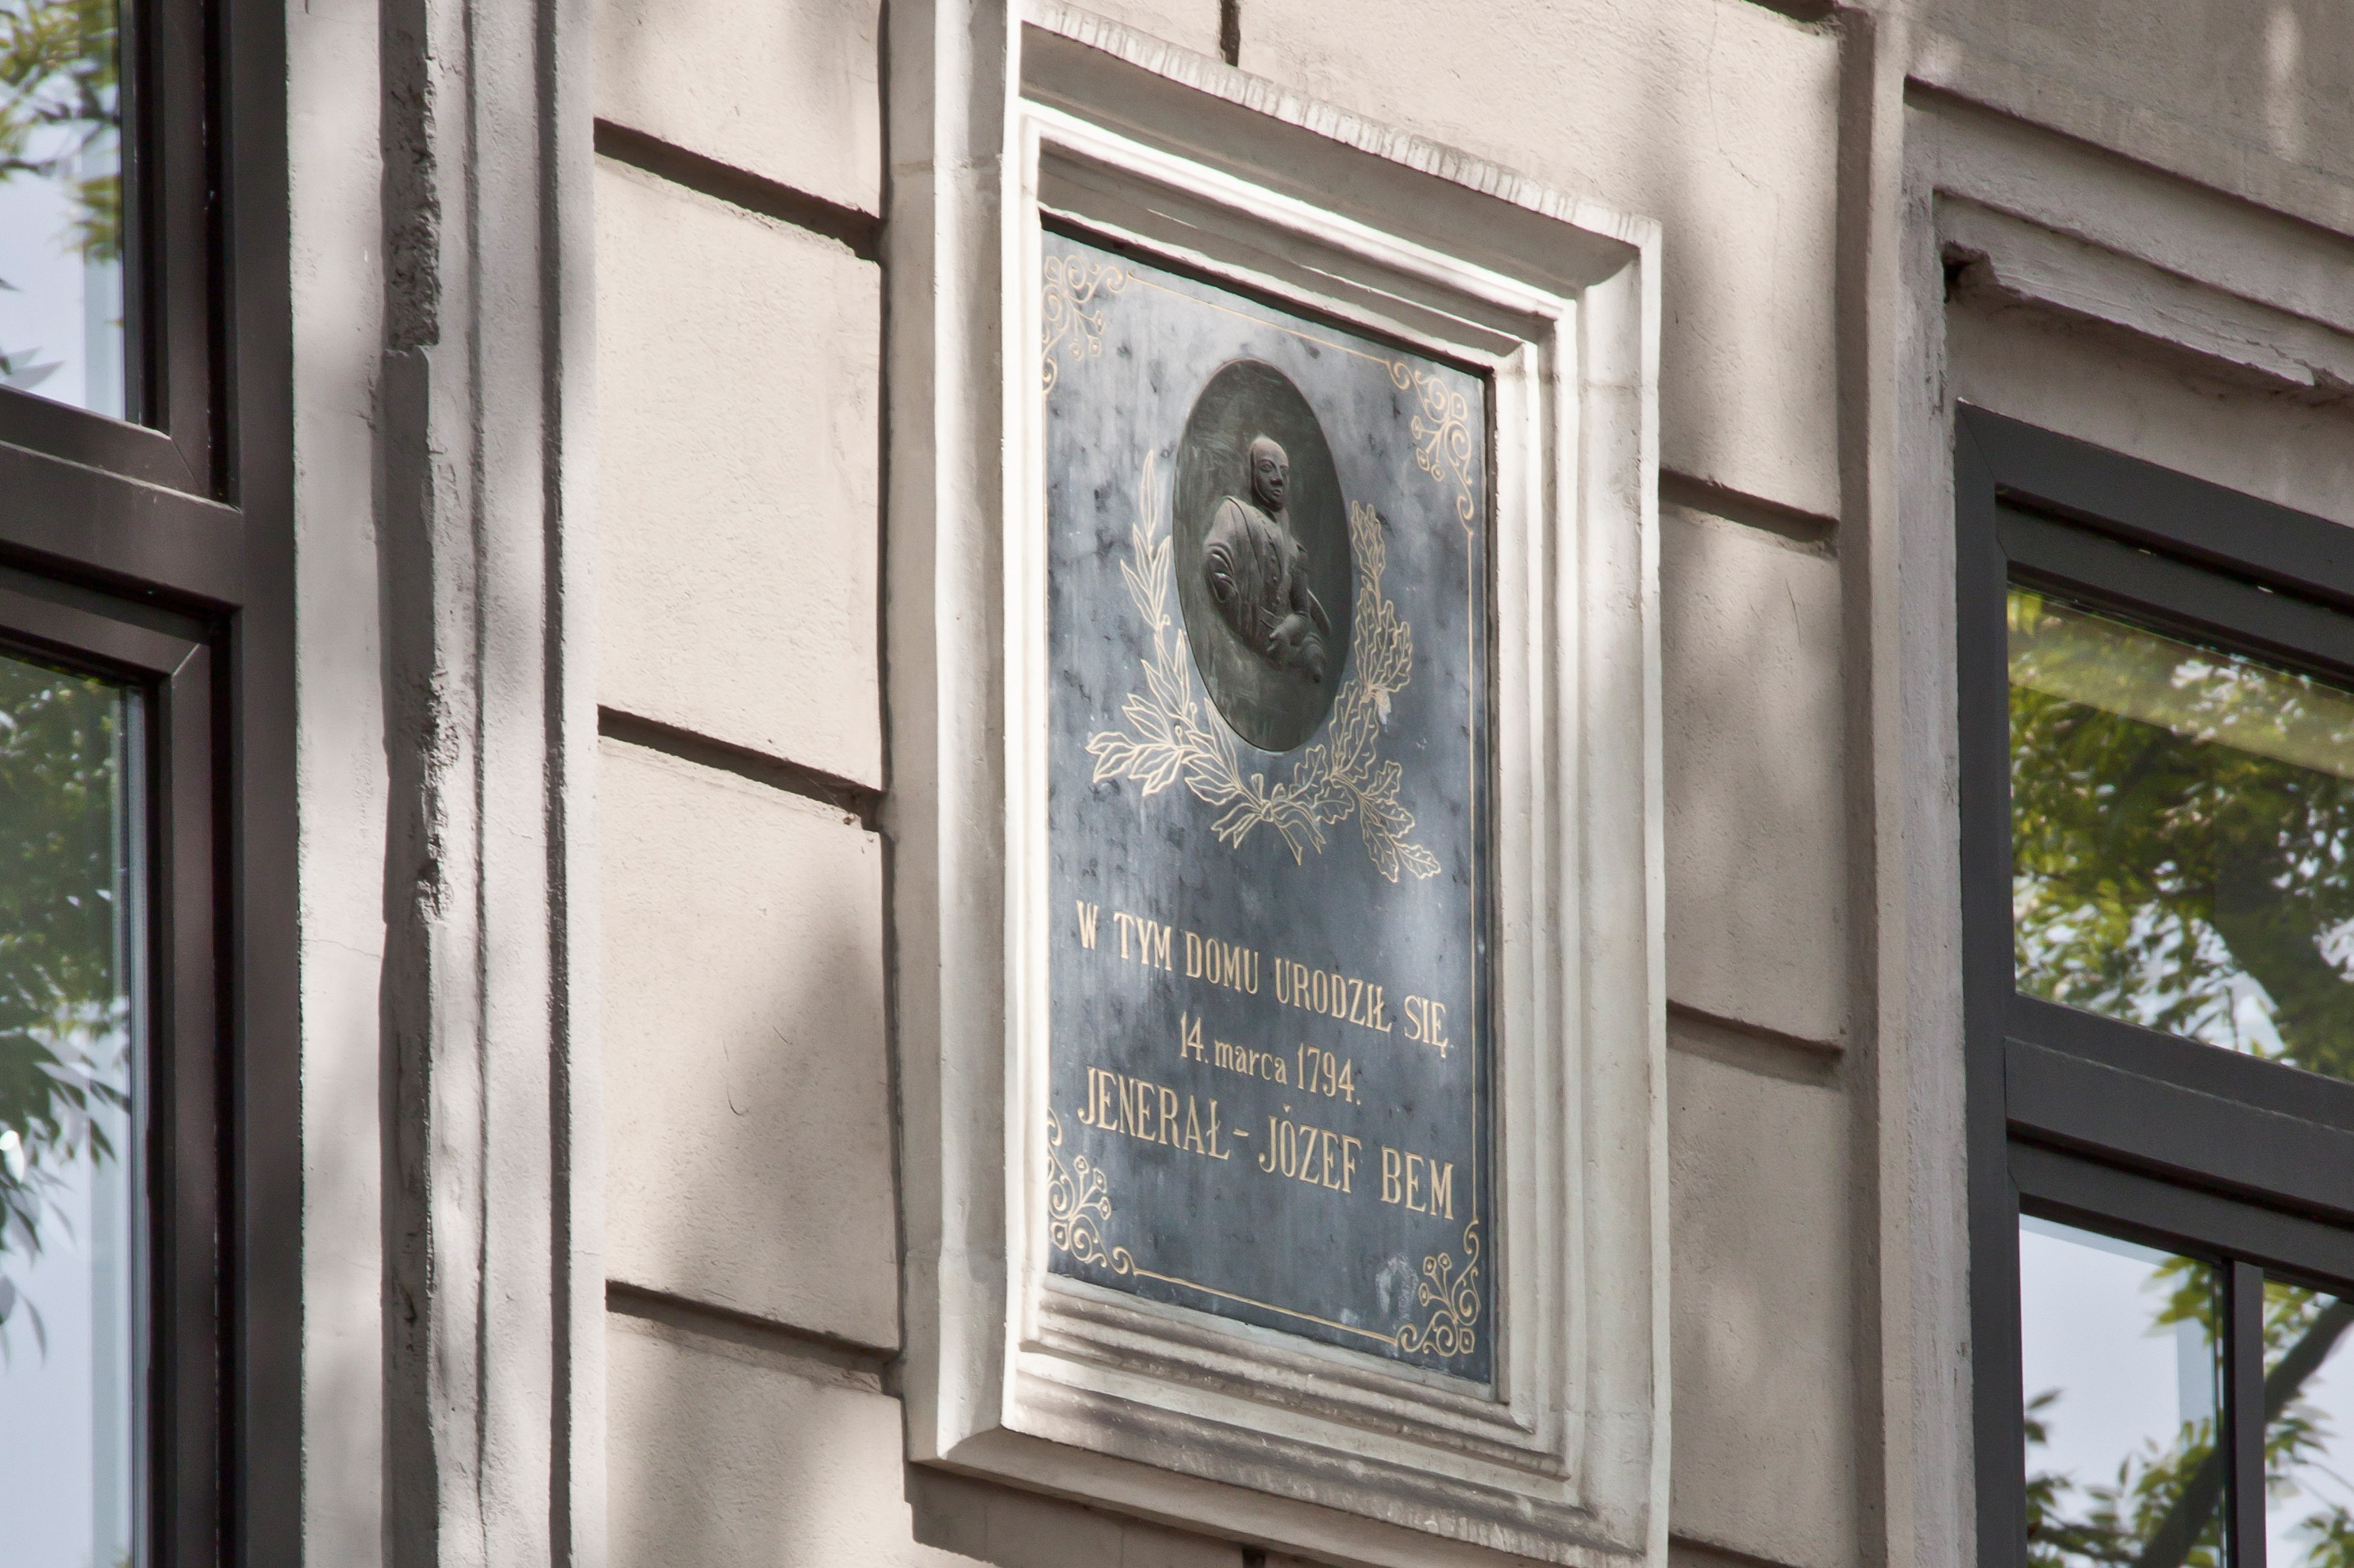 W TYM DOMU URODZIŁ SIĘ
14. marca 1794.
JENERAŁ - JÓZEF BEM